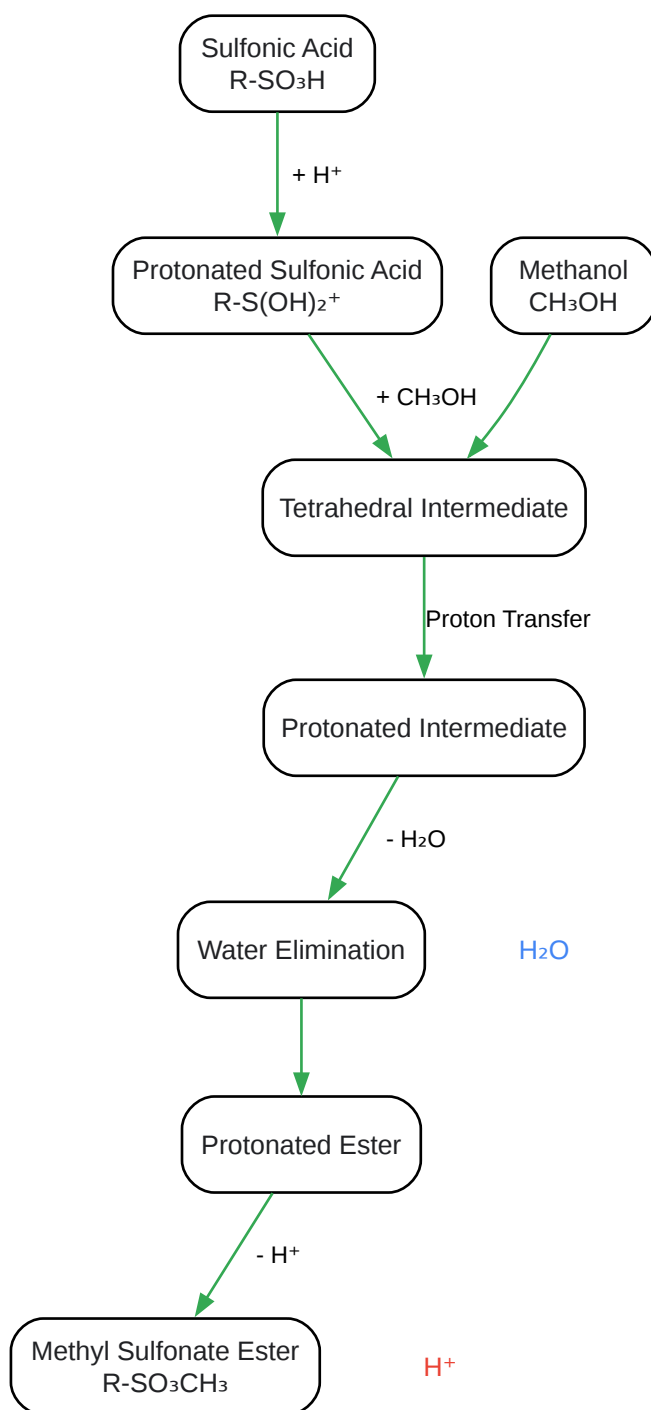 Sulfonic Acid
R-SO₃H
+ H⁺
Protonated Sulfonic Acid
R-S(OH)₂⁺
Methanol
CH₃OH
+ CH₃OH
Tetrahedral Intermediate
Proton Transfer
Protonated Intermediate
- H₂O
Water Elimination
H₂O
Protonated Ester
- H⁺
Methyl Sulfonate Ester
R-SO₃CH₃
H⁺